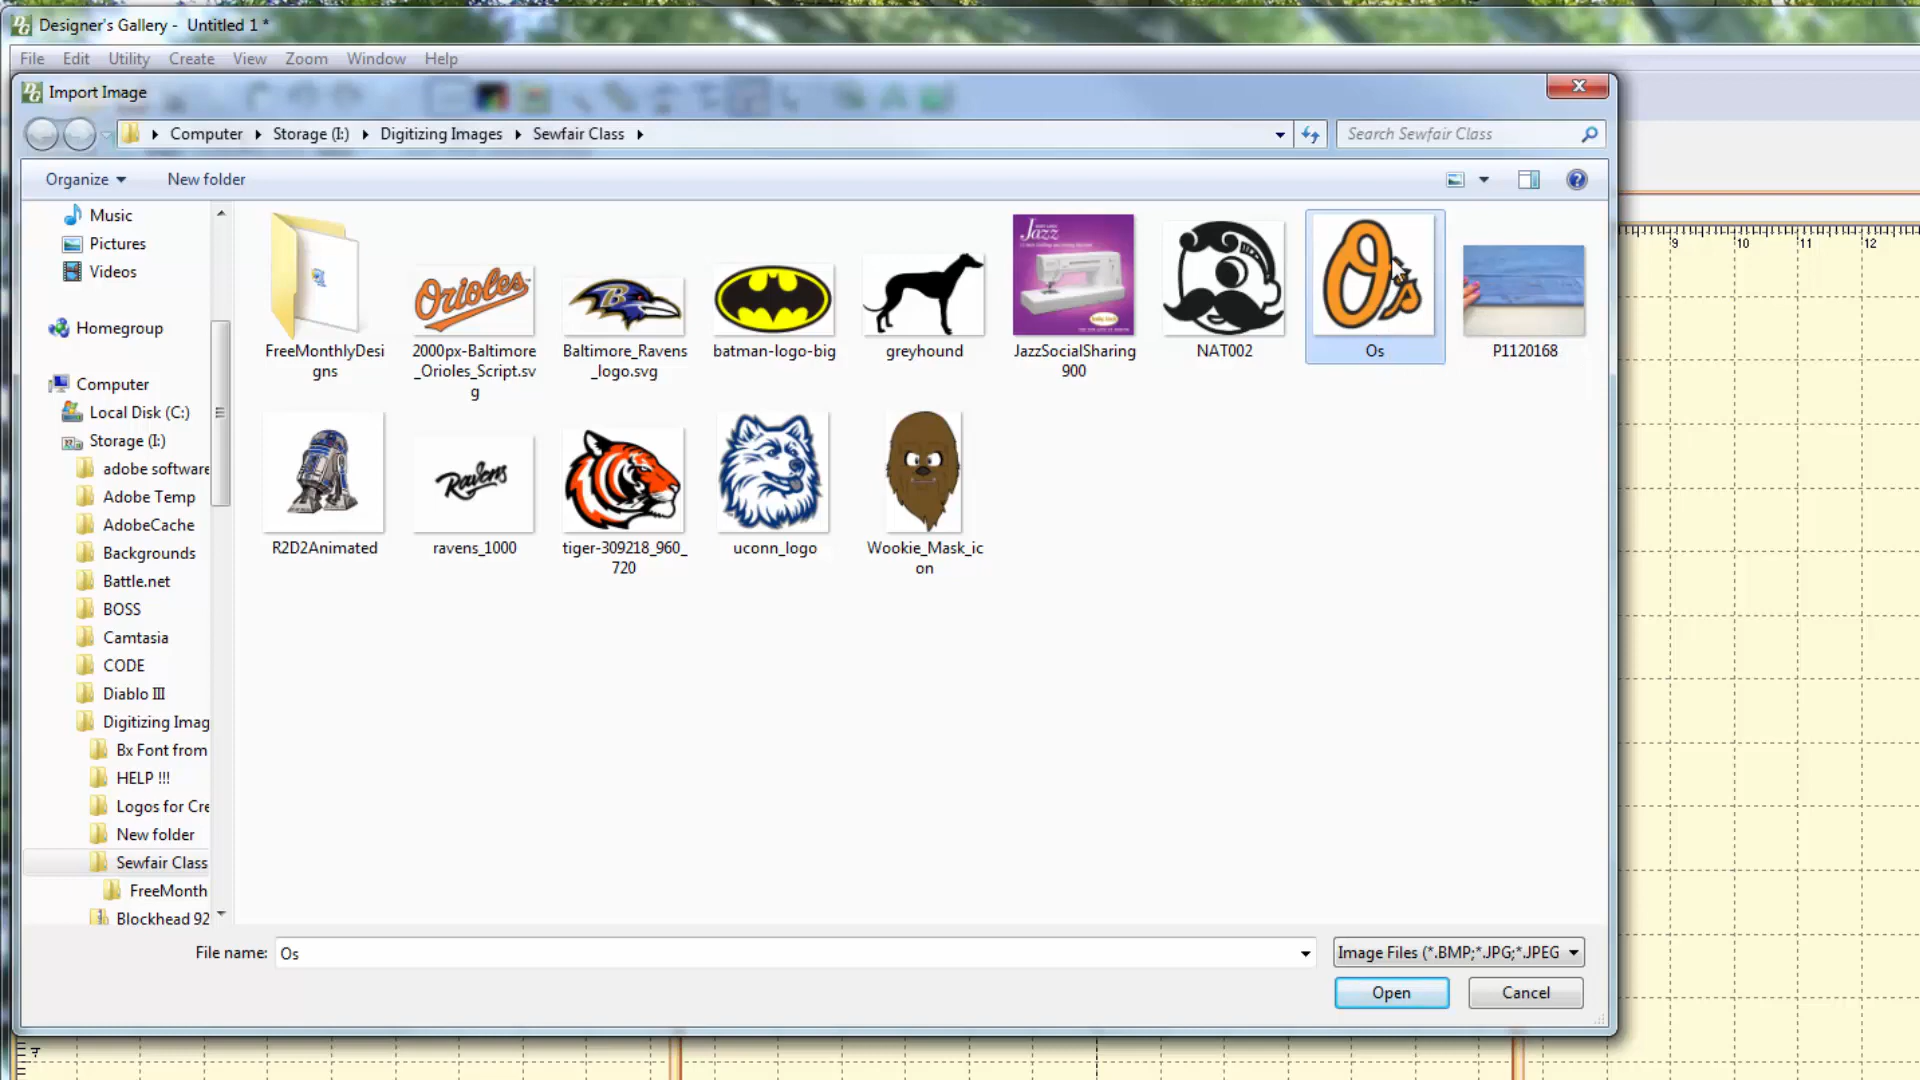 Designer's Gallery - Untitled 1 *
File Edit Utility Create View Zoom Window Help
Import Image
Computer Storage (I:) Digitizing Images Sewfair Class
Search Sewfair Class
Organize New folder
Music
Pictures
Videos
Homegroup
Computer
Local Disk (C:)
Storage (I:)
adobe software
Adobe Temp
AdobeCache
Backgrounds
Battle.net
BOSS
Camtasia
CODE
Diablo III
Digitizing Imag
Bx Font from
HELP !!!
Logos for Cre
New folder
Sewfair Class
FreeMonth
Blockhead 92
FreeMonthlyDesi
gns
Orioles
2000px-Baltimore
_Orioles_Script.sv
g
B
Baltimore_Ravens
_logo.svg
batman-logo-big
greyhound
Jazz
JazzSocialSharing
900
NAT002
O's
Os
P1120168
R2D2Animated
Ravens
ravens_1000
tiger-309218_960_
720
uconn_logo
Wookie_Mask_ic
on
9 10 11 12
File name: Os
Image Files (*.BMP;*.JPG;*.JPEG
Open Cancel